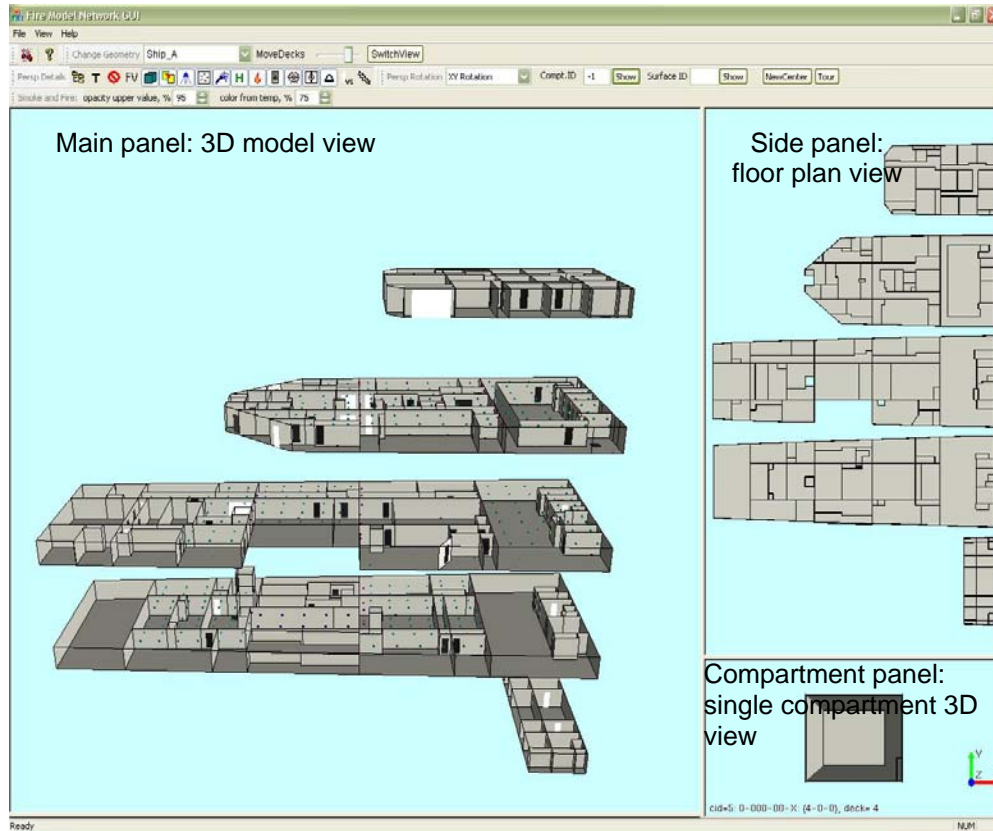 Fire Model Network GUI
File View Help
Change Geometry Ship_A MoveDecks SwitchView
Persp Details T FV H VS Persp Rotation XY Rotation Compt.ID -1 Show Surface ID Show NewCenter Tour
Smoke and Fire: opacity upper value, % 95 color from temp, % 75
Main panel: 3D model view
Side panel:
floor plan view
Compartment panel:
single compartment 3D
view
Y
Z
cid=5: 0-000-00-X: (4-0-0), deck= 4
Ready NUM